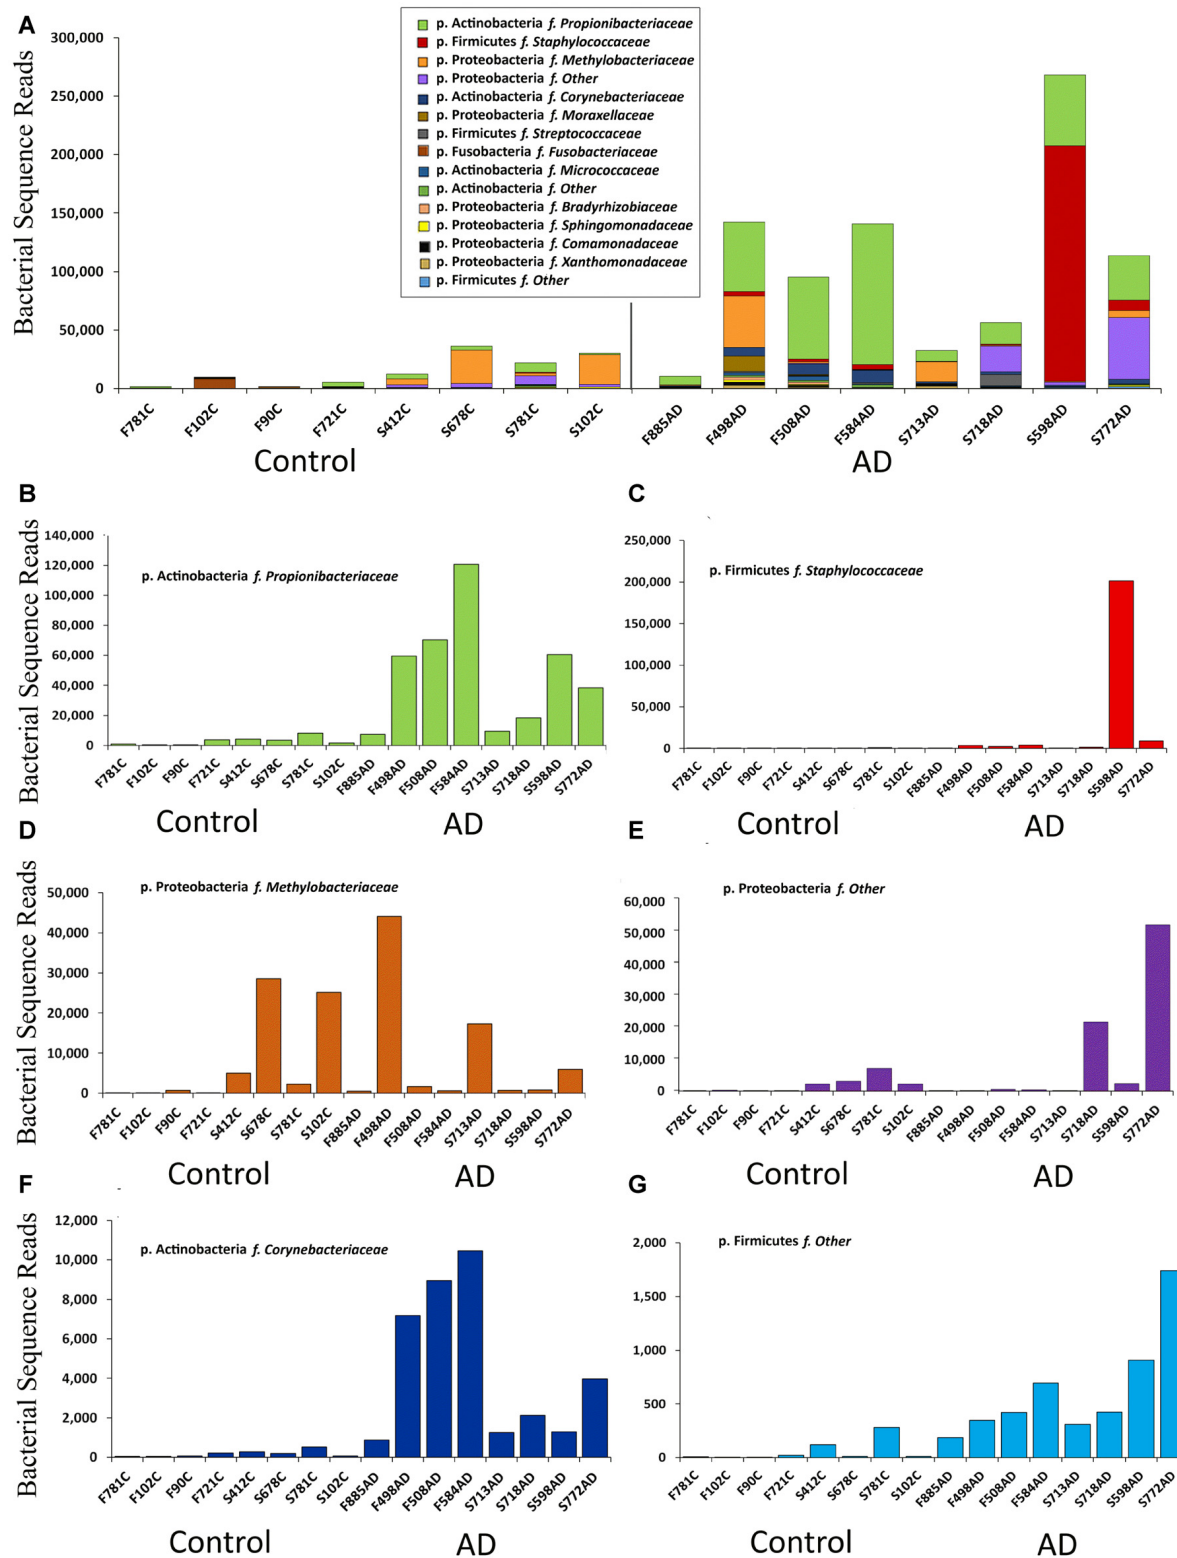 A
Bacterial Sequence Reads
300,000
250,000
200,000
150,000
100,000
50,000
0
p. Actinobacteria f. Propionibacteriaceae
p. Firmicutes f. Staphylococcaceae
p. Proteobacteria f. Methylobacteriaceae
p. Proteobacteria f. Other
p. Actinobacteria f. Corynebacteriaceae
p. Proteobacteria f. Moraxellaceae
p. Firmicutes f. Streptococcaceae
p. Fusobacteria f. Fusobacteriaceae
p. Actinobacteria f. Micrococcaceae
p. Actinobacteria f. Other
p. Proteobacteria f. Bradyrhizobiaceae
p. Proteobacteria f. Sphingomonadaceae
p. Proteobacteria f. Comamonadaceae
p. Proteobacteria f. Xanthomonadaceae
p. Firmicutes f. Other
F781C F102C F90C F721C S412C S678C S781C S102C F885AD F498AD F508AD F584AD S713AD S718AD S598AD S772AD
Control AD
B
Bacterial Sequence Reads
140,000
120,000
100,000
80,000
60,000
40,000
20,000
0
p. Actinobacteria f. Propionibacteriaceae
F781C F102C F90C F721C S412C S678C S781C S102C F885AD F498AD F508AD F584AD S713AD S718AD S598AD S772AD
Control AD
C
250,000
200,000
150,000
100,000
50,000
0
p. Firmicutes f. Staphylococcaceae
F781C F102C F90C F721C S412C S678C S781C S102C F885AD F498AD F508AD F584AD S713AD S718AD S598AD S772AD
Control AD
D
Bacterial Sequence Reads
50,000
40,000
30,000
20,000
10,000
0
p. Proteobacteria f. Methylobacteriaceae
F781C F102C F90C F721C S412C S678C S781C S102C F885AD F498AD F508AD F584AD S713AD S718AD S598AD S772AD
Control AD
E
60,000
50,000
40,000
30,000
20,000
10,000
0
p. Proteobacteria f. Other
F781C F102C F90C F721C S412C S678C S781C S102C F885AD F498AD F508AD F584AD S713AD S718AD S598AD S772AD
Control AD
F
Bacterial Sequence Reads
12,000
10,000
8,000
6,000
4,000
2,000
0
p. Actinobacteria f. Corynebacteriaceae
F781C F102C F90C F721C S412C S678C S781C S102C F885AD F498AD F508AD F584AD S713AD S718AD S598AD S772AD
Control AD
G
2,000
1,500
1,000
500
0
p. Firmicutes f. Other
F781C F102C F90C F721C S412C S678C S781C S102C F885AD F498AD F508AD F584AD S713AD S718AD S598AD S772AD
Control AD